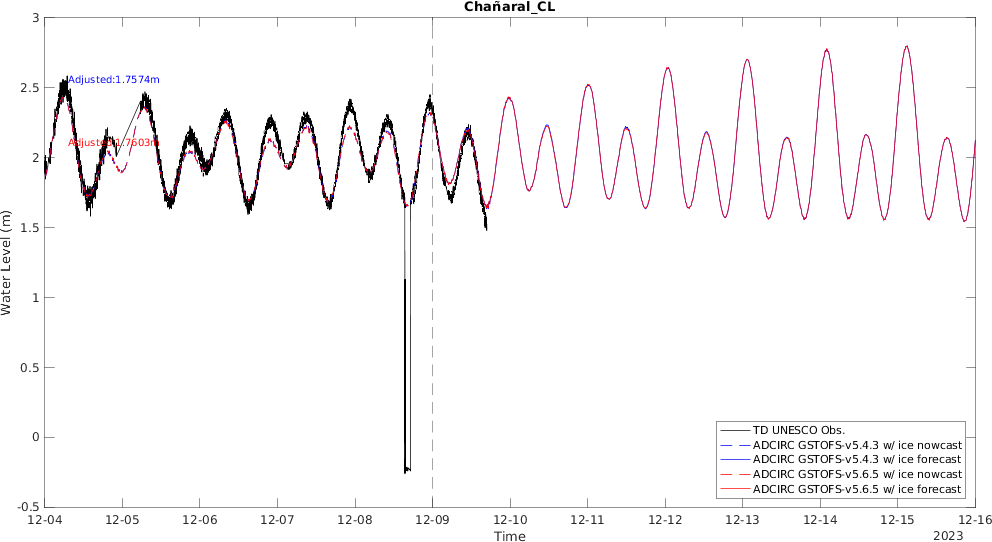 Chañaral_CL
3
2.5
2
1.5
1
0.5
0
-0.5
Water Level (m)
Adjusted:1.7574m
Adjusted:1.7603m
TD UNESCO Obs.
ADCIRC GSTOFS-v5.4.3 w/ ice nowcast
ADCIRC GSTOFS-v5.4.3 w/ ice forecast
ADCIRC GSTOFS-v5.6.5 w/ ice nowcast
ADCIRC GSTOFS-v5.6.5 w/ ice forecast
12-04 12-05 12-06 12-07 12-08 12-09 12-10 12-11 12-12 12-13 12-14 12-15 12-16
Time
2023